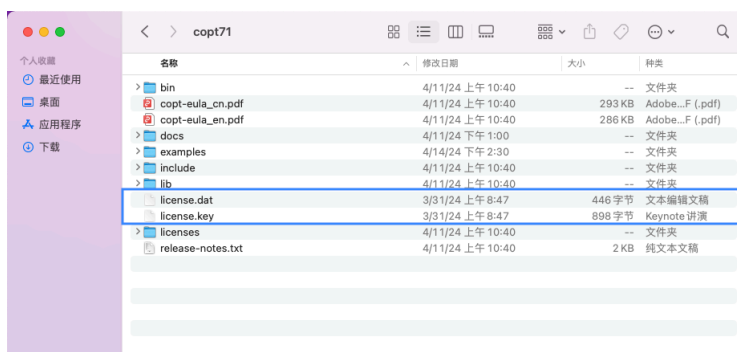 copt71
个人收藏
最近使用
桌面
应用程序
下载
名称 修改日期 大小 种类
bin 4/11/24 上午 10:40 -- 文件夹
copt-eula_cn.pdf 4/11/24 上午 10:40 293 KB Adobe...F (.pdf)
copt-eula_en.pdf 4/11/24 上午 10:40 286 KB Adobe...F (.pdf)
docs 4/11/24 下午 1:00 -- 文件夹
examples 4/14/24 下午 2:30 -- 文件夹
include 4/11/24 上午 10:40 -- 文件夹
lib 4/11/24 上午 10:40 -- 文件夹
license.dat 3/31/24 上午 8:47 446 字节 文本编辑文稿
license.key 3/31/24 上午 8:47 898 字节 Keynote 讲演
licenses 4/11/24 上午 10:40 -- 文件夹
release-notes.txt 4/11/24 上午 10:40 2 KB 纯文本文稿